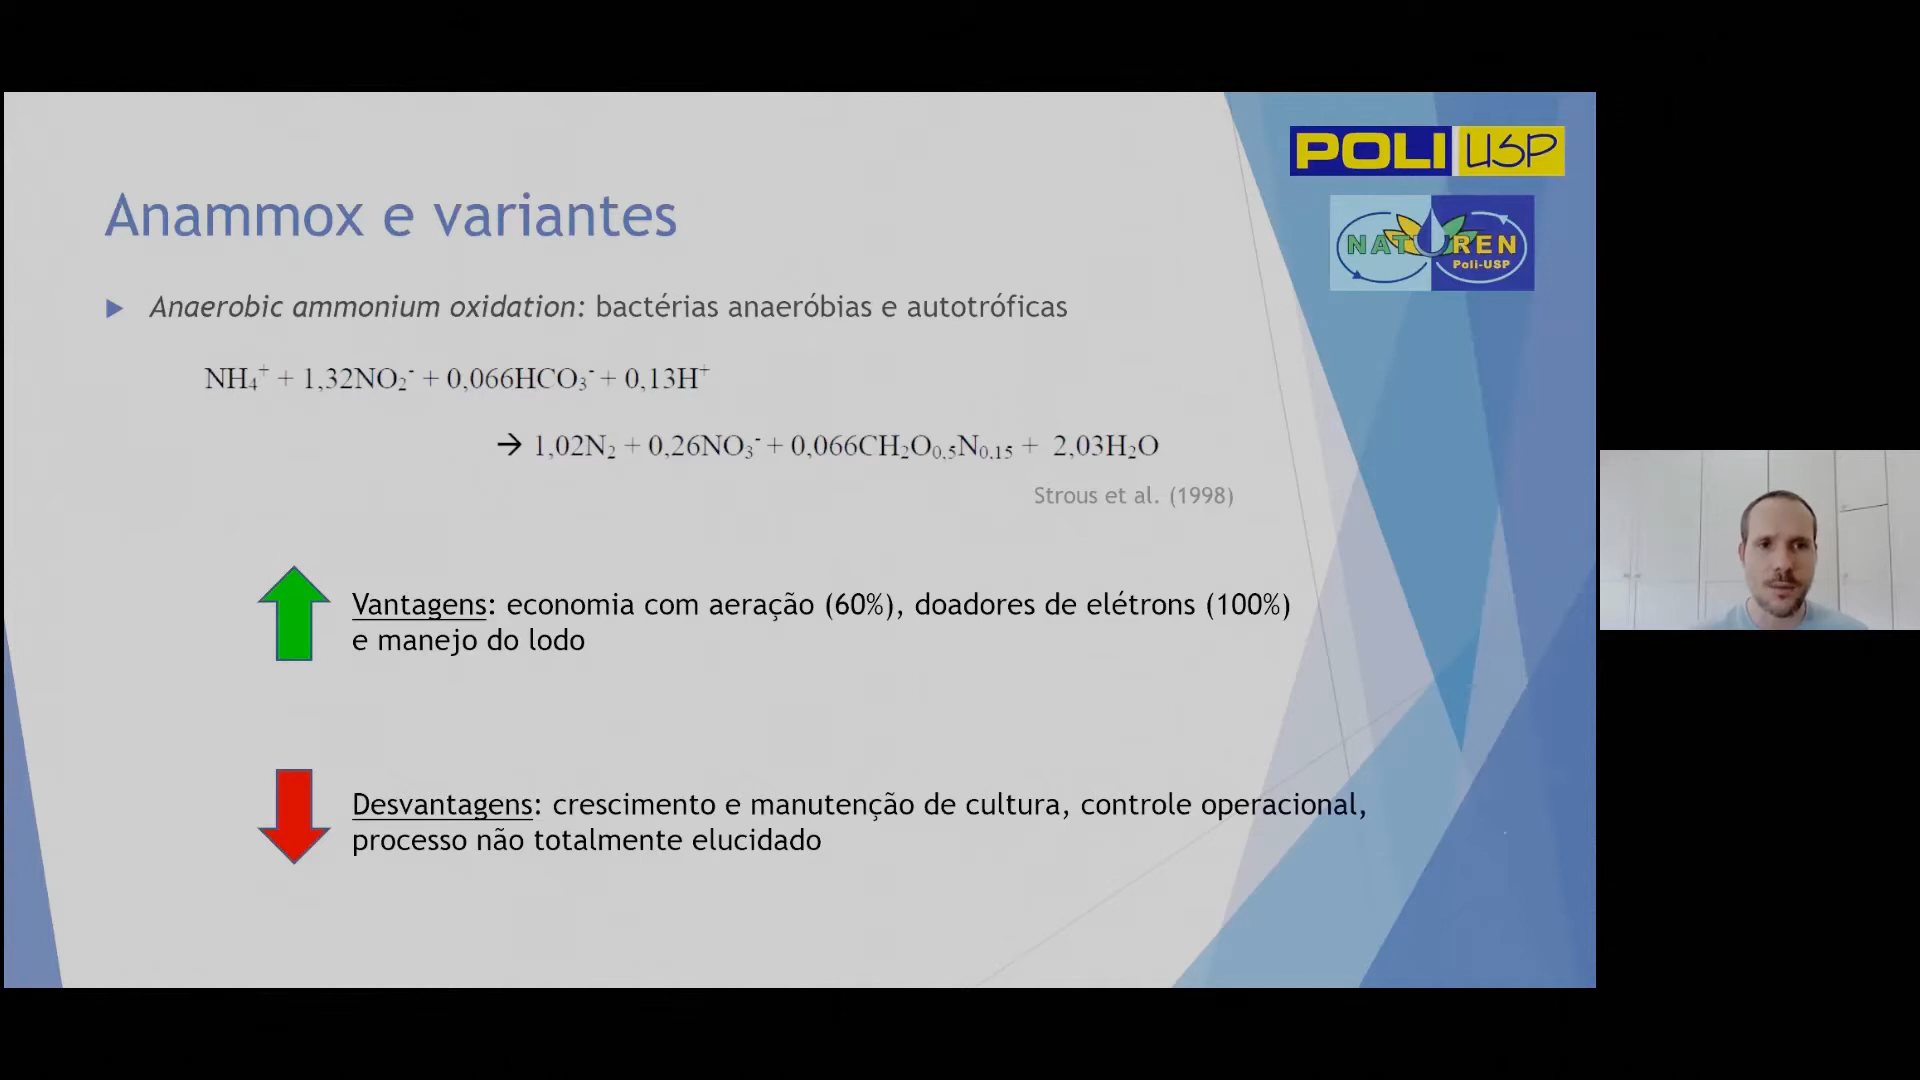 POLI USP
NATUREN
Poli-USP
Anammox e variantes
Anaerobic ammonium oxidation: bactérias anaeróbias e autotróficas
NH₄⁺ + 1,32NO₂⁻ + 0,066HCO₃⁻ + 0,13H⁺
→ 1,02N₂ + 0,26NO₃⁻ + 0,066CH₂O₀,₅N₀,₁₅ + 2,03H₂O
Strous et al. (1998)
Vantagens: economia com aeração (60%), doadores de elétrons (100%)
e manejo do lodo
Desvantagens: crescimento e manutenção de cultura, controle operacional,
processo não totalmente elucidado